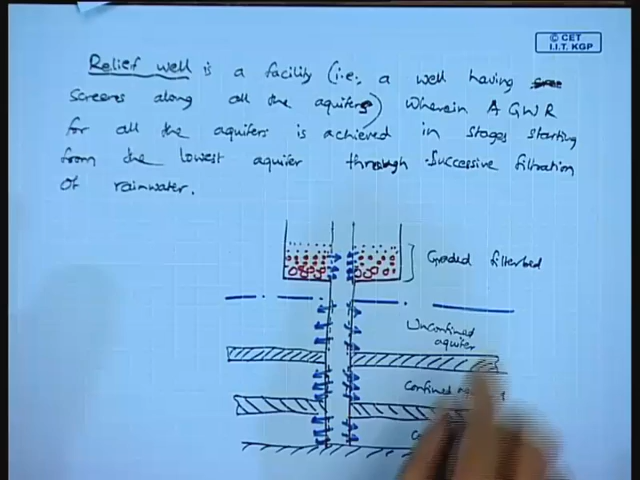 © CET
I.I.T. KGP
Relief well is a facility (i.e., a well having
screens along all the aquifers) wherein AGWR
for all the aquifers is achieved in stages starting
from the lowest aquifer through successive filtration
of rainwater.
Graded filterbed
Unconfined
aquifer
Confined